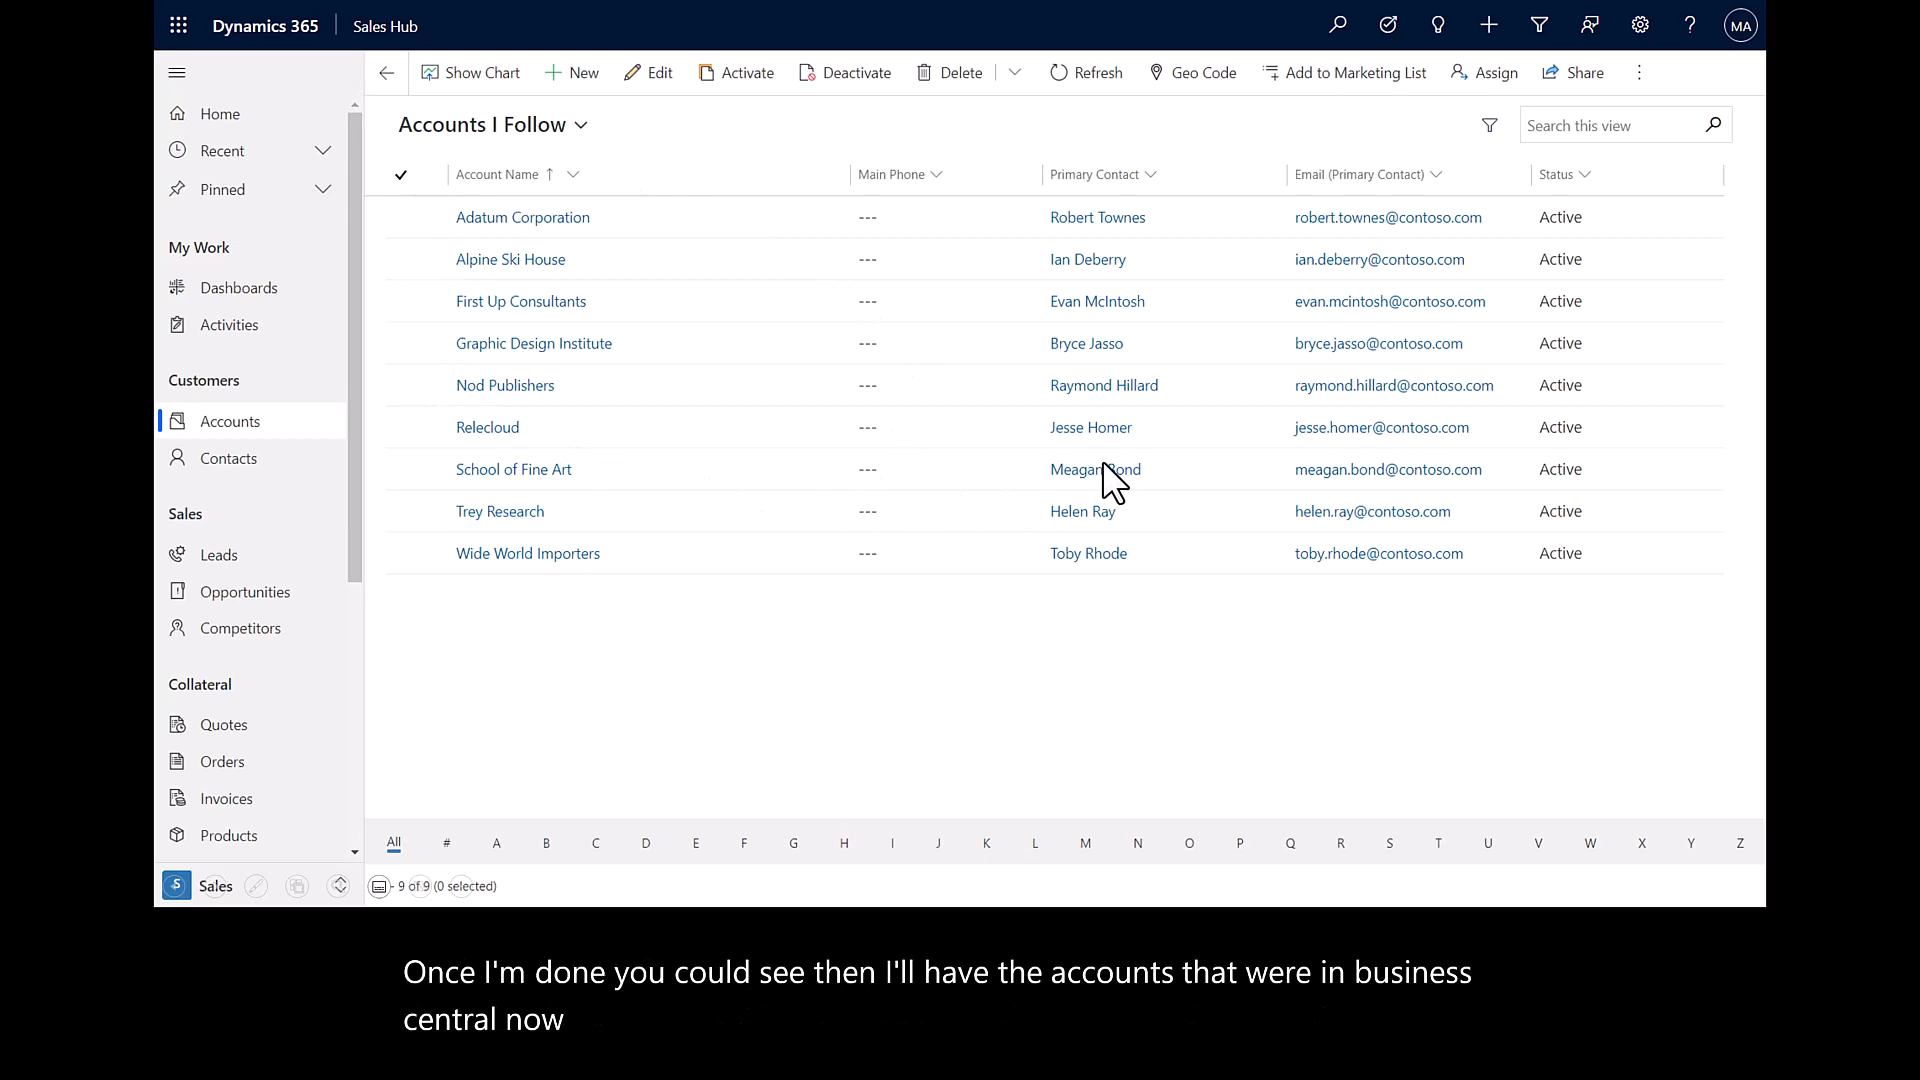 Dynamics 365 Sales Hub MA
Show Chart New Edit Activate Deactivate Delete Refresh Geo Code Add to Marketing List Assign Share
Home
Recent
Pinned
My Work
Dashboards
Activities
Customers
Accounts
Contacts
Sales
Leads
Opportunities
Competitors
Collateral
Quotes
Orders
Invoices
Products
S Sales
Accounts I Follow
Search this view
Account Name Main Phone Primary Contact Email (Primary Contact) Status
Adatum Corporation --- Robert Townes robert.townes@contoso.com Active
Alpine Ski House --- Ian Deberry ian.deberry@contoso.com Active
First Up Consultants --- Evan McIntosh evan.mcintosh@contoso.com Active
Graphic Design Institute --- Bryce Jasso bryce.jasso@contoso.com Active
Nod Publishers --- Raymond Hillard raymond.hillard@contoso.com Active
Relecloud --- Jesse Homer jesse.homer@contoso.com Active
School of Fine Art --- Meagan Bond meagan.bond@contoso.com Active
Trey Research --- Helen Ray helen.ray@contoso.com Active
Wide World Importers --- Toby Rhode toby.rhode@contoso.com Active
All # A B C D E F G H I J K L M N O P Q R S T U V W X Y Z
- 9 of 9 (0 selected)
Once I'm done you could see then I'll have the accounts that were in business
central now